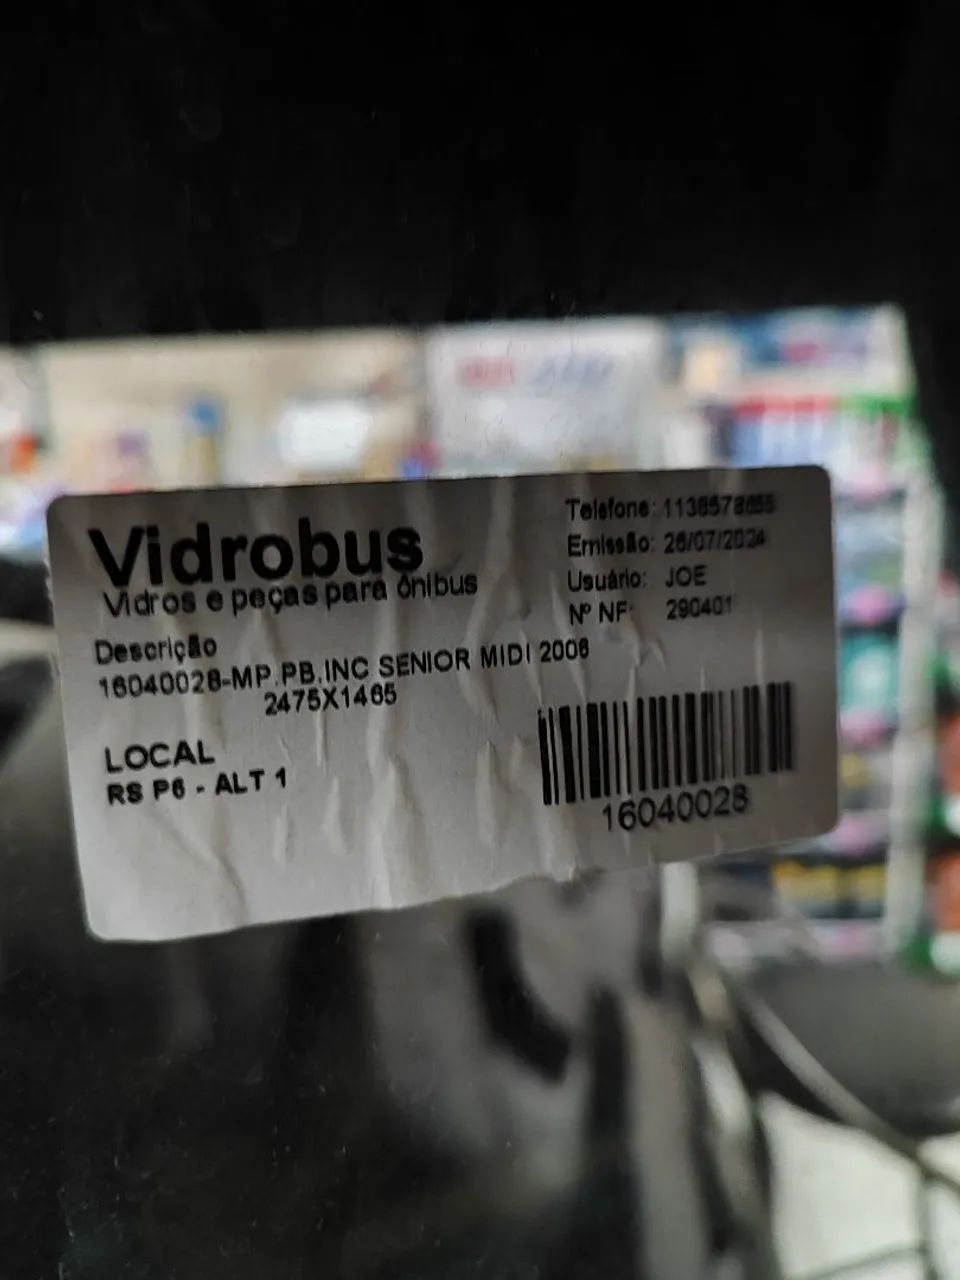 Vidrobus
Vidros e peças para ônibus
Telefone: 1138578655
Emissão: 26/07/2024
Usuário: JOE
Nº NF: 290401
Descrição
16040028-MP.PB.INC SENIOR MIDI 2006
2475X1465
LOCAL
RS P6 - ALT 1
16040028